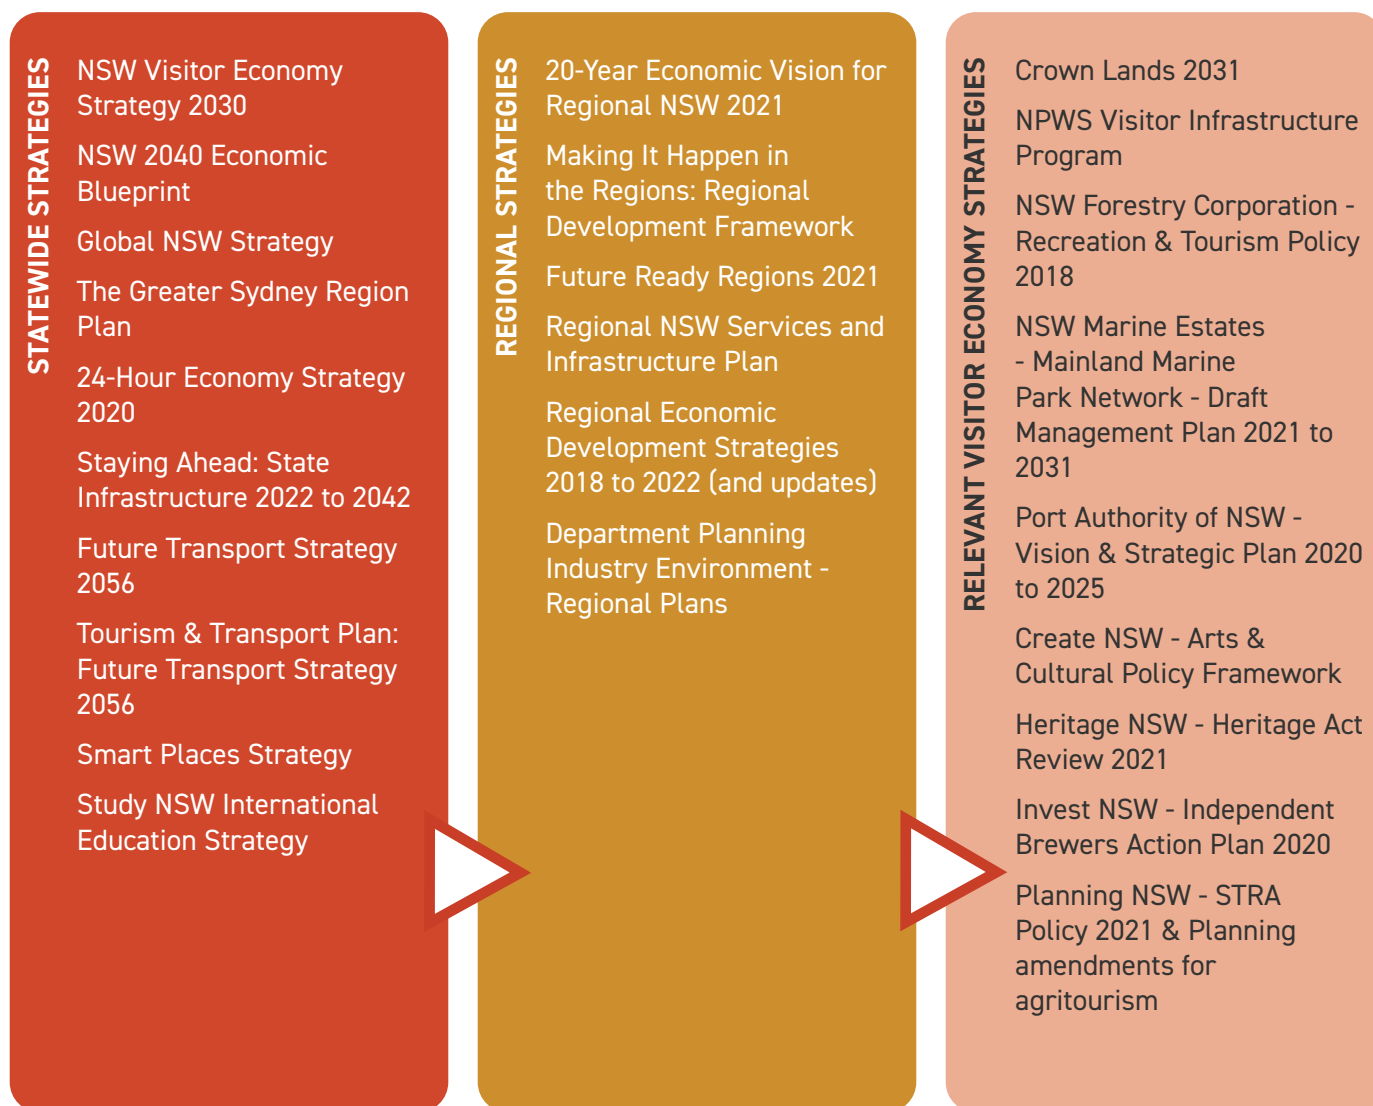 STATEWIDE STRATEGIES
NSW Visitor Economy
Strategy 2030
NSW 2040 Economic
Blueprint
Global NSW Strategy
The Greater Sydney Region
Plan
24-Hour Economy Strategy
2020
Staying Ahead: State
Infrastructure 2022 to 2042
Future Transport Strategy
2056
Tourism & Transport Plan:
Future Transport Strategy
2056
Smart Places Strategy
Study NSW International
Education Strategy
REGIONAL STRATEGIES
20-Year Economic Vision for
Regional NSW 2021
Making It Happen in
the Regions: Regional
Development Framework
Future Ready Regions 2021
Regional NSW Services and
Infrastructure Plan
Regional Economic
Development Strategies
2018 to 2022 (and updates)
Department Planning
Industry Environment -
Regional Plans
RELEVANT VISITOR ECONOMY STRATEGIES
Crown Lands 2031
NPWS Visitor Infrastructure
Program
NSW Forestry Corporation -
Recreation & Tourism Policy
2018
NSW Marine Estates
- Mainland Marine
Park Network - Draft
Management Plan 2021 to
2031
Port Authority of NSW -
Vision & Strategic Plan 2020
to 2025
Create NSW - Arts &
Cultural Policy Framework
Heritage NSW - Heritage Act
Review 2021
Invest NSW - Independent
Brewers Action Plan 2020
Planning NSW - STRA
Policy 2021 & Planning
amendments for
agritourism